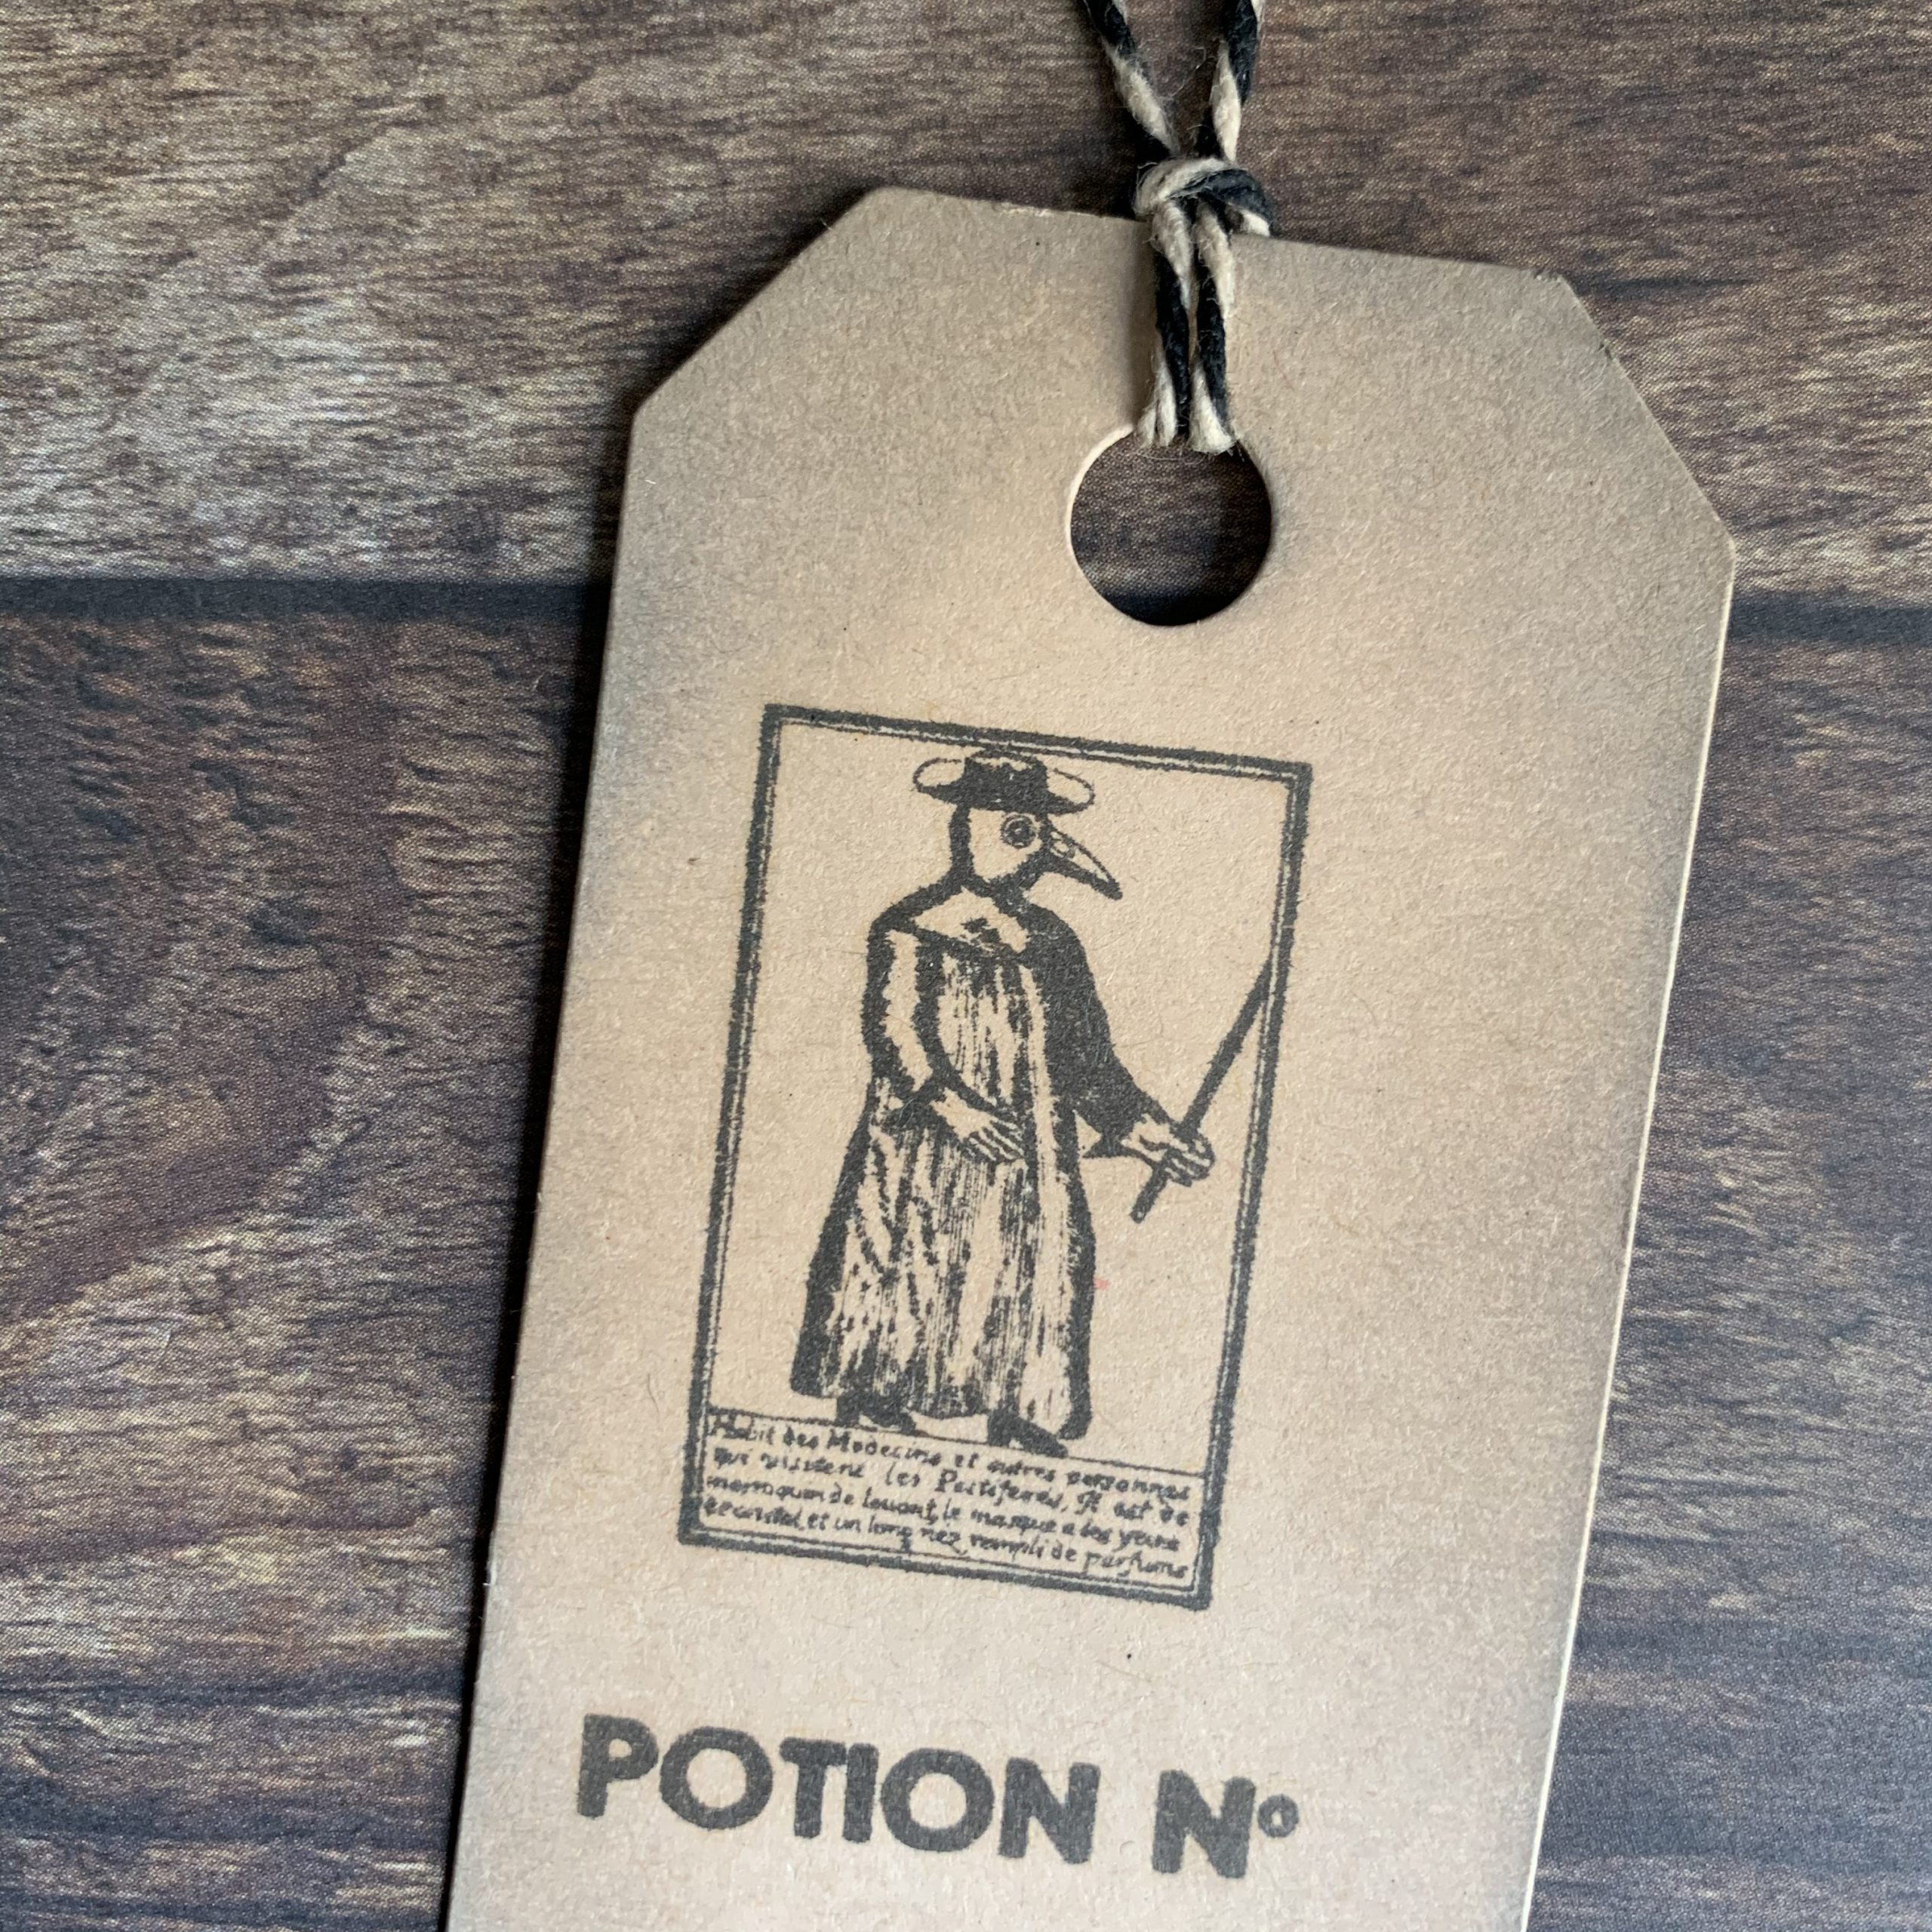 Habit des Medecins et autres personnes
qui visitent les Pestiferés, Il est de
marroquin de levant, le masque a les yeux
de cristal, et un long nez rempli de parfums
POTION Nº